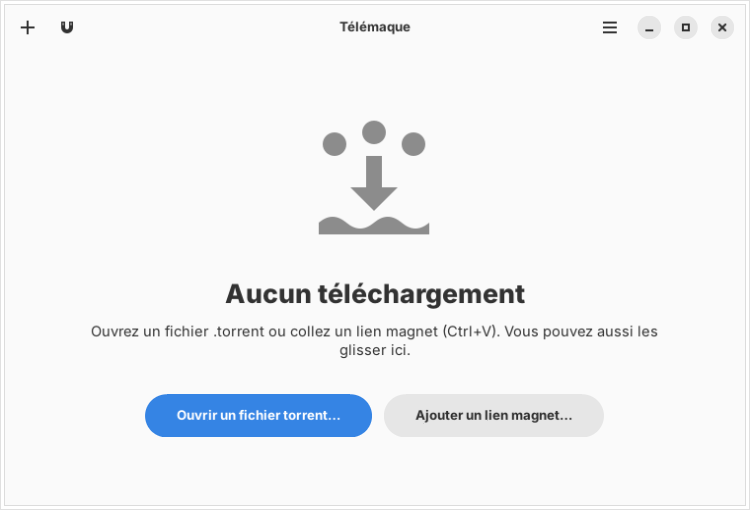 Télémaque
Aucun téléchargement
Ouvrez un fichier .torrent ou collez un lien magnet (Ctrl+V). Vous pouvez aussi les
glisser ici.
Ouvrir un fichier torrent...
Ajouter un lien magnet...